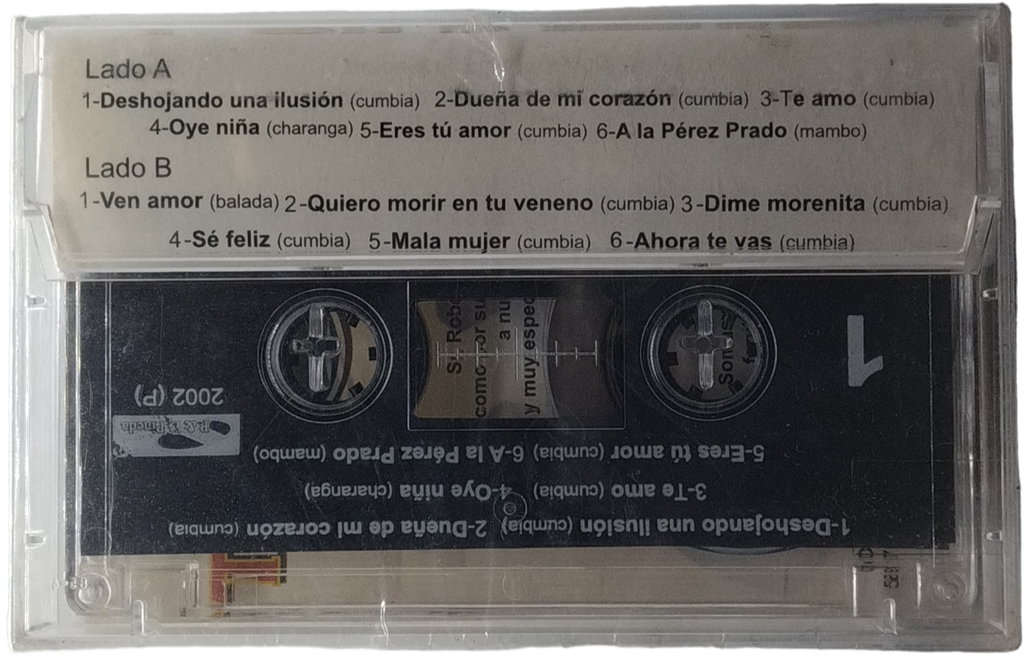 Lado A
1-Deshojando una ilusión (cumbia) 2-Dueña de mi corazón (cumbia) 3-Te amo (cumbia)
4-Oye niña (charanga) 5-Eres tú amor (cumbia) 6-A la Pérez Prado (mambo)
Lado B
1-Ven amor (balada) 2-Quiero morir en tu veneno (cumbia) 3-Dime morenita (cumbia)
4-Sé feliz (cumbia) 5-Mala mujer (cumbia) 6-Ahora te vas (cumbia)
1-Deshojando una ilusión (cumbia) 2-Dueña de mi corazón (cumbia)
3-Te amo (cumbia) 4-Oye niña (charanga)
5-Eres tú amor (cumbia) 6-A la Pérez Prado (mambo)
Pineda
2002 (P)
1
a nu
y muy espec